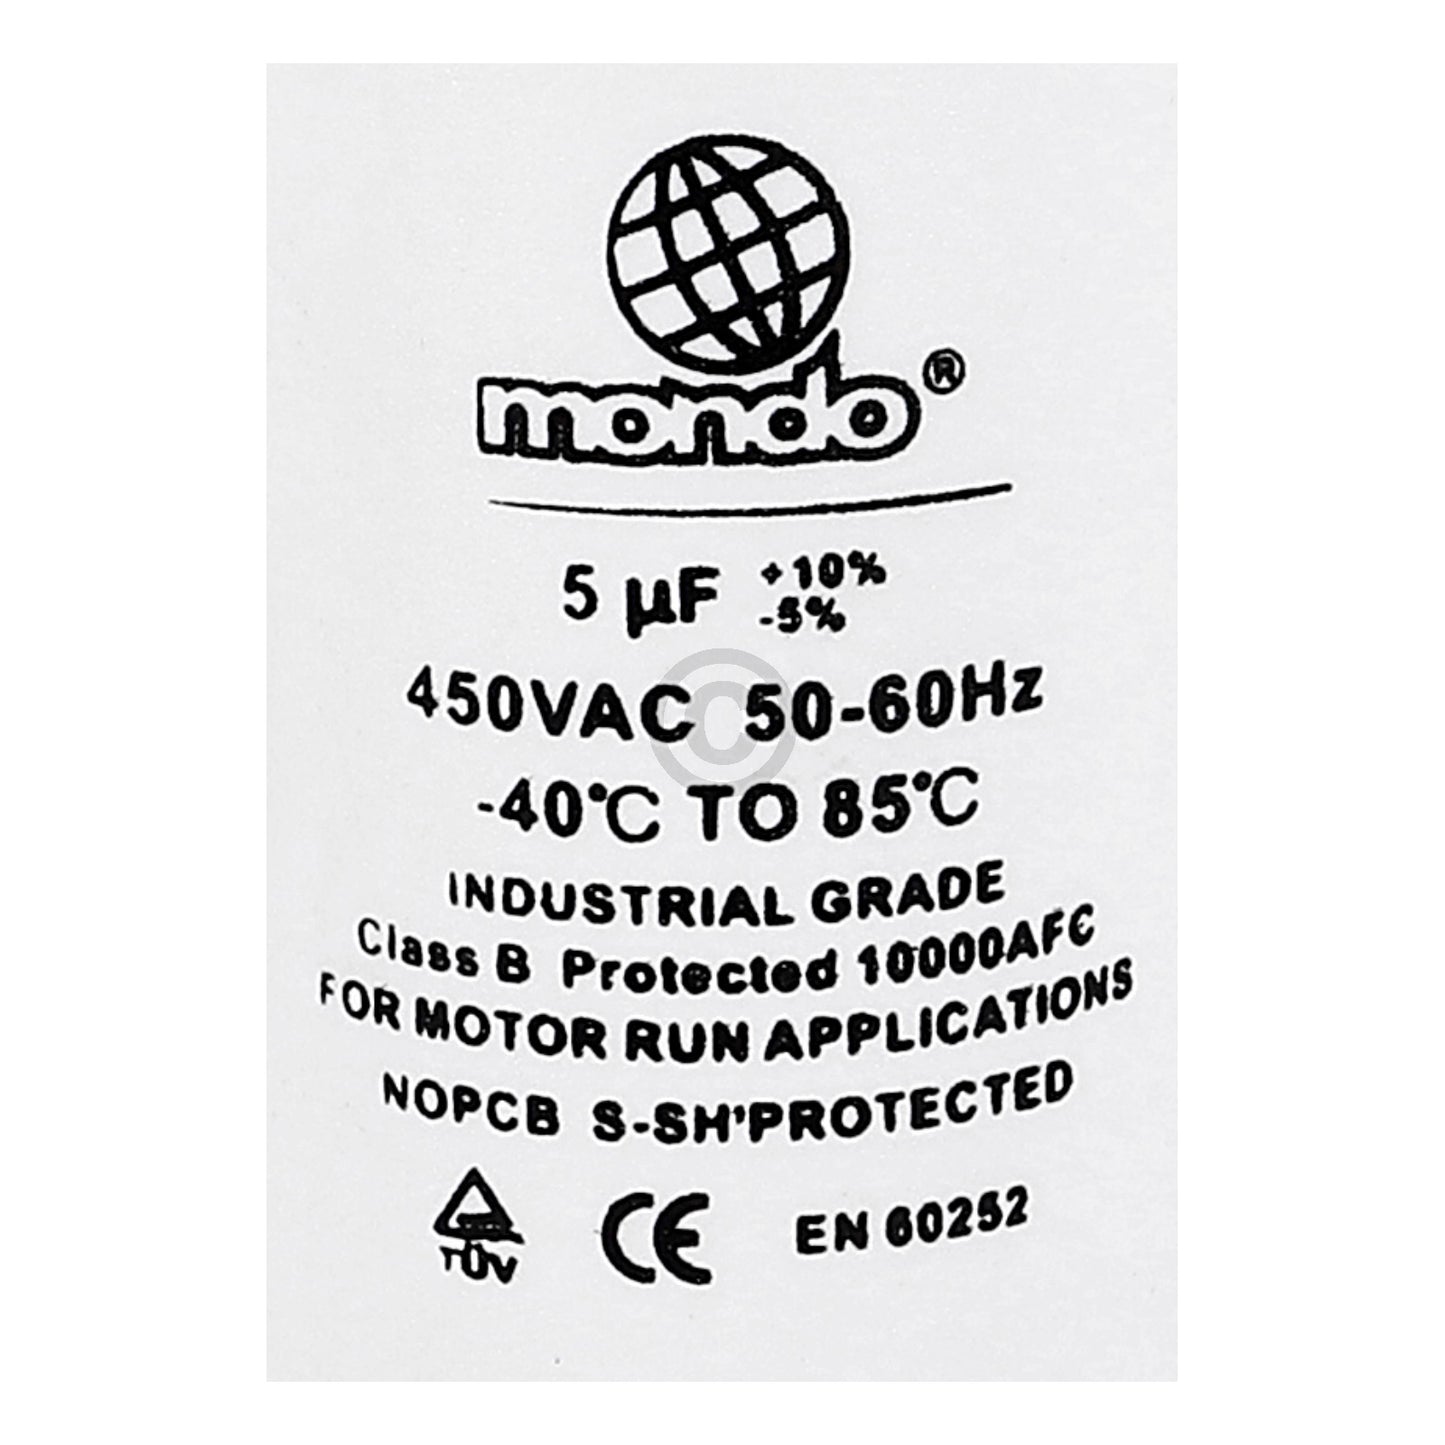 mondo®
5 µF +10%
-5%
450VAC 50-60Hz
-40℃ TO 85℃
INDUSTRIAL GRADE
Class B Protected 10000AFC
FOR MOTOR RUN APPLICATIONS
NOPCB S-SH'PROTECTED
TÜV CE EN 60252